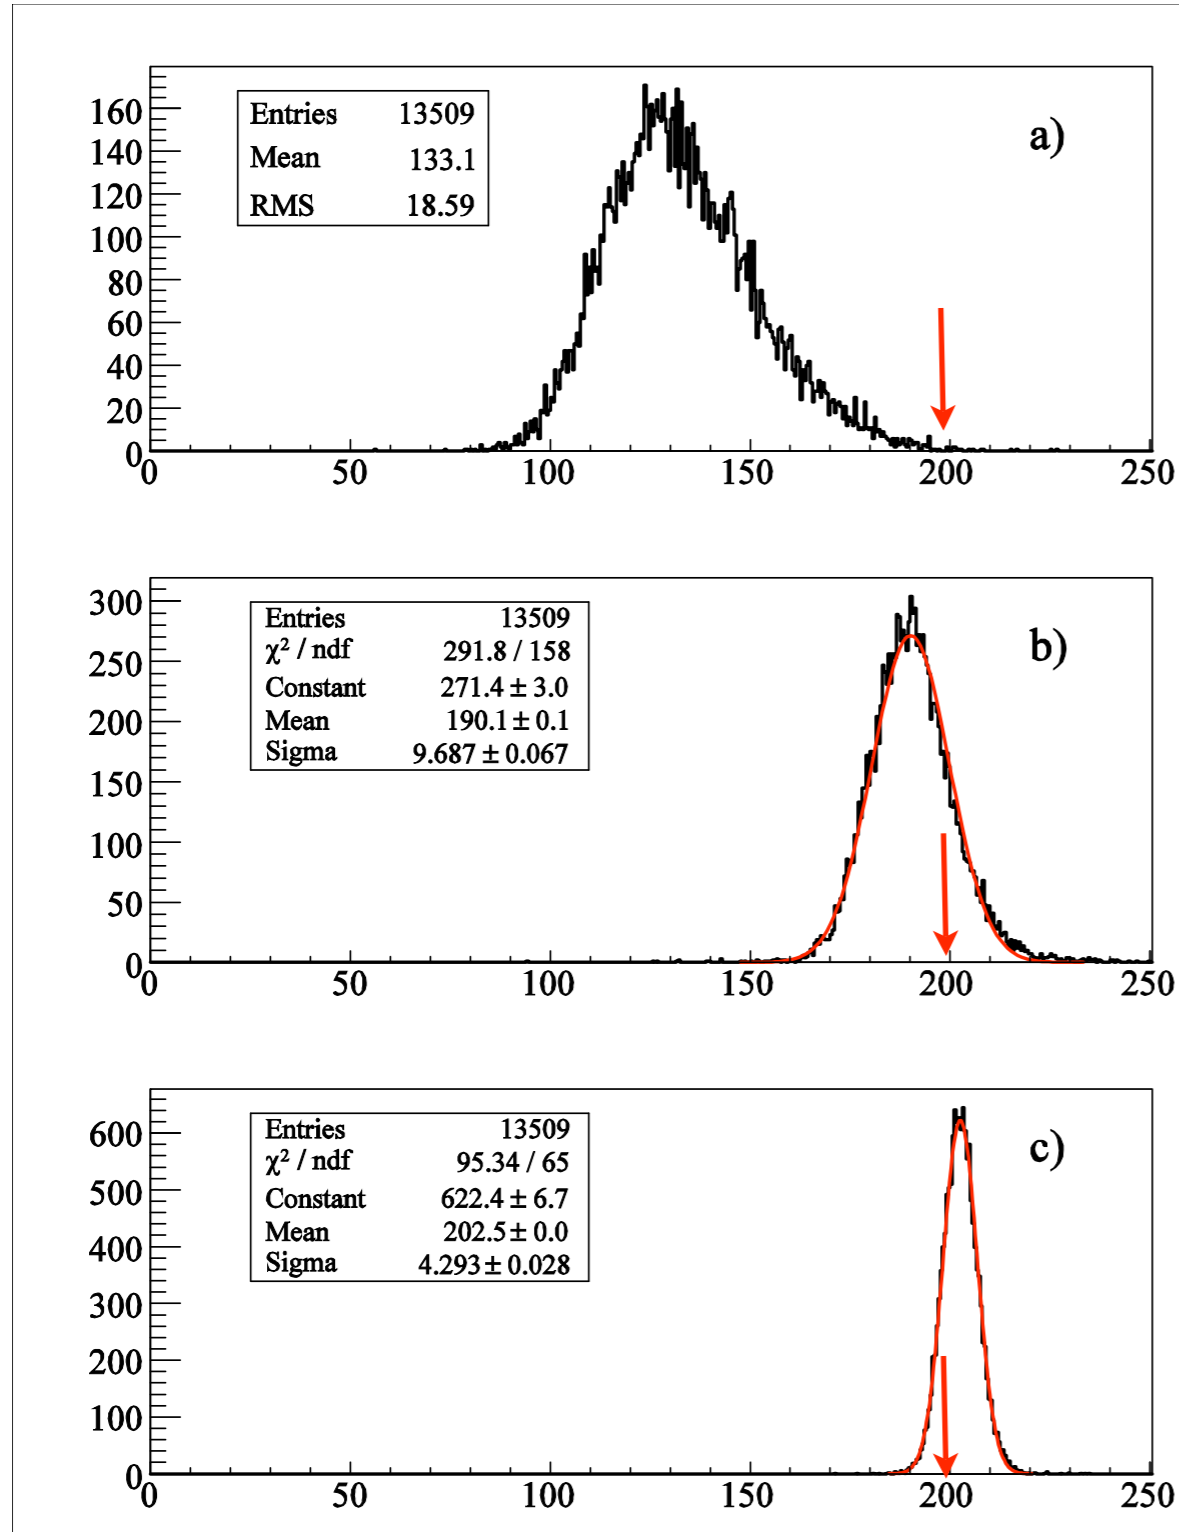 160
140
120
100
80
60
40
20
0
Entries 13509
Mean 133.1
RMS 18.59
a)
0 50 100 150 200 250
300
250
200
150
100
50
0
Entries 13509
χ² / ndf 291.8 / 158
Constant 271.4 ± 3.0
Mean 190.1 ± 0.1
Sigma 9.687 ± 0.067
b)
0 50 100 150 200 250
600
500
400
300
200
100
0
Entries 13509
χ² / ndf 95.34 / 65
Constant 622.4 ± 6.7
Mean 202.5 ± 0.0
Sigma 4.293 ± 0.028
c)
0 50 100 150 200 250